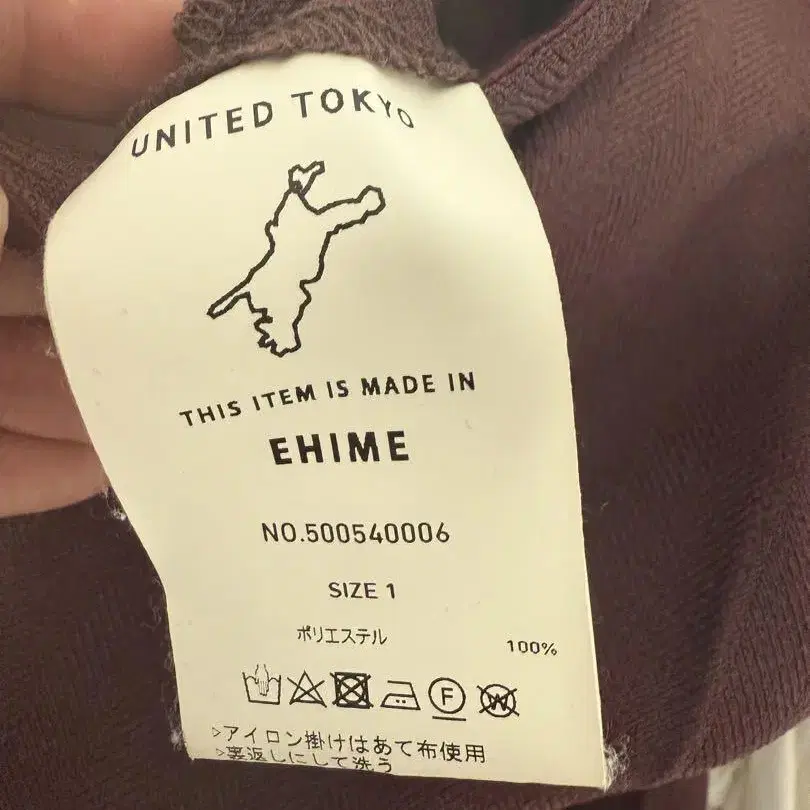 UNITED TOKYO
THIS ITEM IS MADE IN
EHIME
NO.500540006
SIZE 1
ポリエステル 100%
F W
>アイロン掛けはあて布使用
>裏返しにして洗う